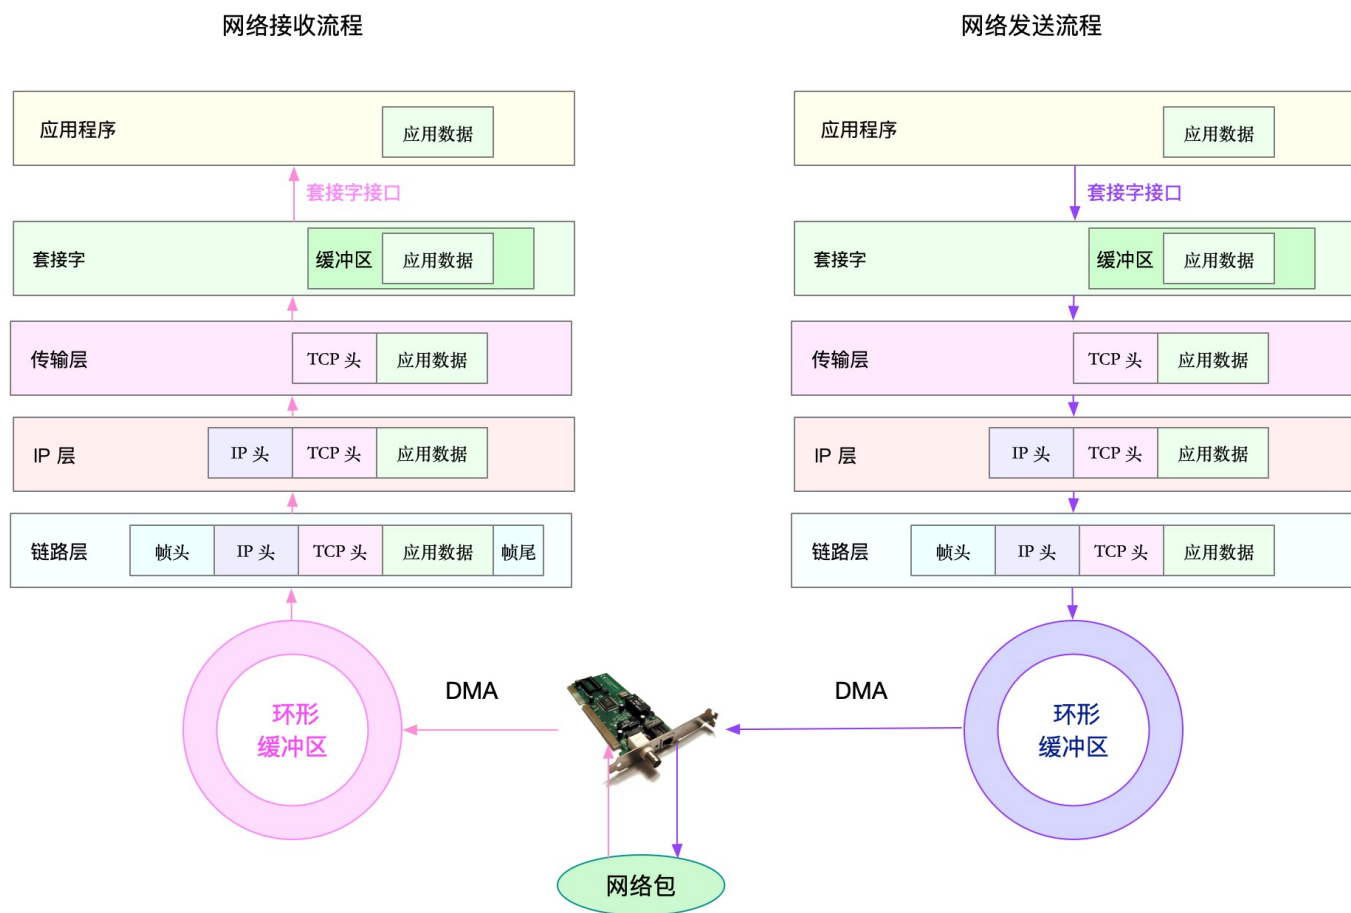 网络接收流程
网络发送流程
应用程序
应用数据
套接字接口
套接字
缓冲区
应用数据
传输层
TCP 头
应用数据
IP 层
IP 头
TCP 头
应用数据
链路层
帧头
IP 头
TCP 头
应用数据
帧尾
环形
缓冲区
DMA
应用程序
应用数据
套接字接口
套接字
缓冲区
应用数据
传输层
TCP 头
应用数据
IP 层
IP 头
TCP 头
应用数据
链路层
帧头
IP 头
TCP 头
应用数据
DMA
环形
缓冲区
网络包